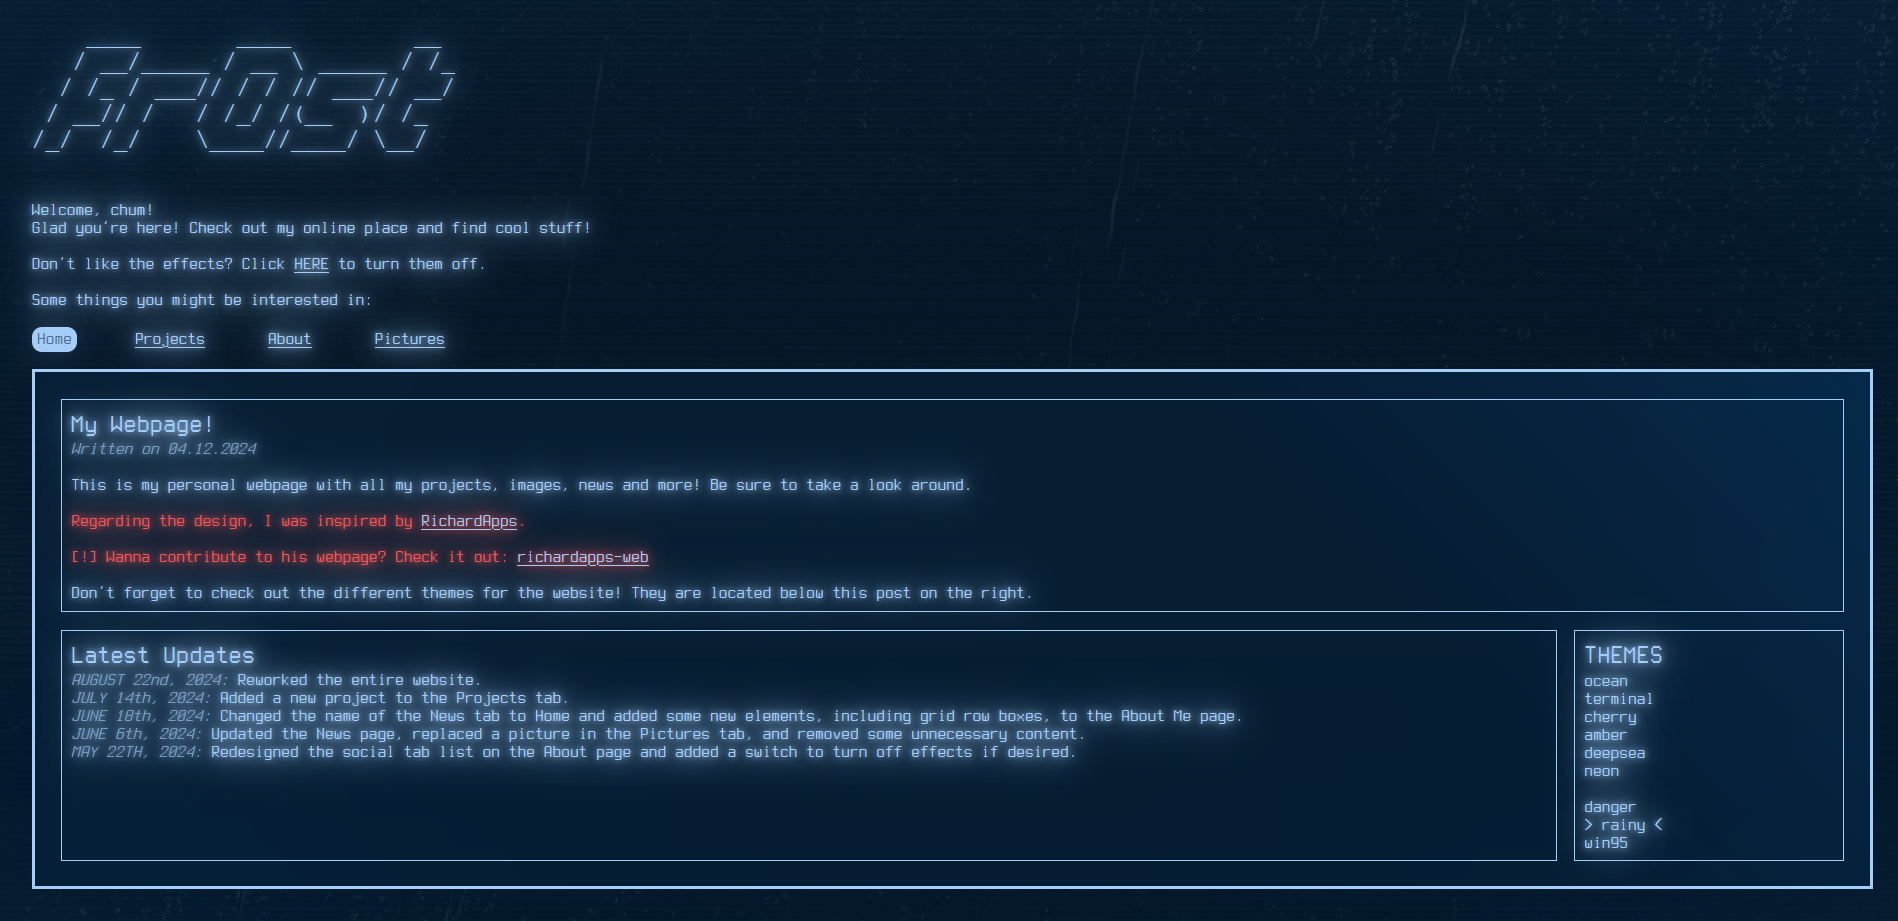 Fr0st
Welcome, chum!
Glad you're here! Check out my online place and find cool stuff!
Don't like the effects? Click HERE to turn them off.
Some things you might be interested in:
Home Projects About Pictures
My Webpage!
Written on 04.12.2024
This is my personal webpage with all my projects, images, news and more! Be sure to take a look around.
Regarding the design, I was inspired by RichardApps.
[!] Wanna contribute to his webpage? Check it out: richardapps-web
Don't forget to check out the different themes for the website! They are located below this post on the right.
Latest Updates
AUGUST 22nd, 2024: Reworked the entire website.
JULY 14th, 2024: Added a new project to the Projects tab.
JUNE 18th, 2024: Changed the name of the News tab to Home and added some new elements, including grid row boxes, to the About Me page.
JUNE 6th, 2024: Updated the News page, replaced a picture in the Pictures tab, and removed some unnecessary content.
MAY 22TH, 2024: Redesigned the social tab list on the About page and added a switch to turn off effects if desired.
THEMES
ocean
terminal
cherry
amber
deepsea
neon
danger
> rainy <
win95